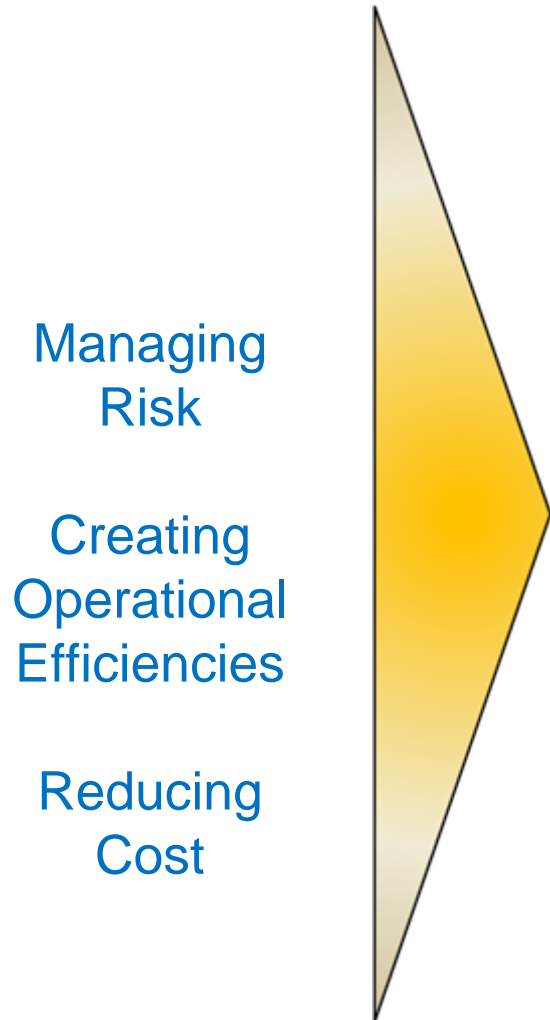 Managing
Risk
Creating
Operational
Efficiencies
Reducing
Cost